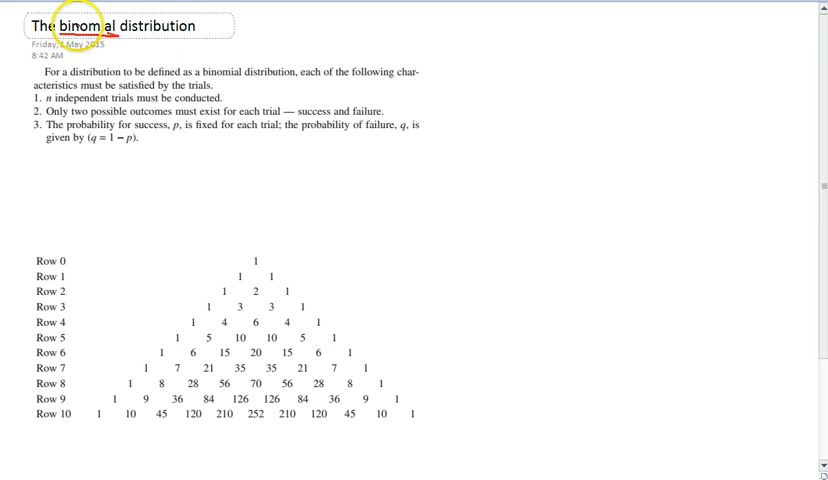 The binomial distribution
Friday, 1 May 2015
8:42 AM
For a distribution to be defined as a binomial distribution, each of the following char-
acteristics must be satisfied by the trials.
1. n independent trials must be conducted.
2. Only two possible outcomes must exist for each trial — success and failure.
3. The probability for success, p, is fixed for each trial; the probability of failure, q, is
given by (q = 1 − p).
Row 0 1
Row 1 1 1
Row 2 1 2 1
Row 3 1 3 3 1
Row 4 1 4 6 4 1
Row 5 1 5 10 10 5 1
Row 6 1 6 15 20 15 6 1
Row 7 1 7 21 35 35 21 7 1
Row 8 1 8 28 56 70 56 28 8 1
Row 9 1 9 36 84 126 126 84 36 9 1
Row 10 1 10 45 120 210 252 210 120 45 10 1